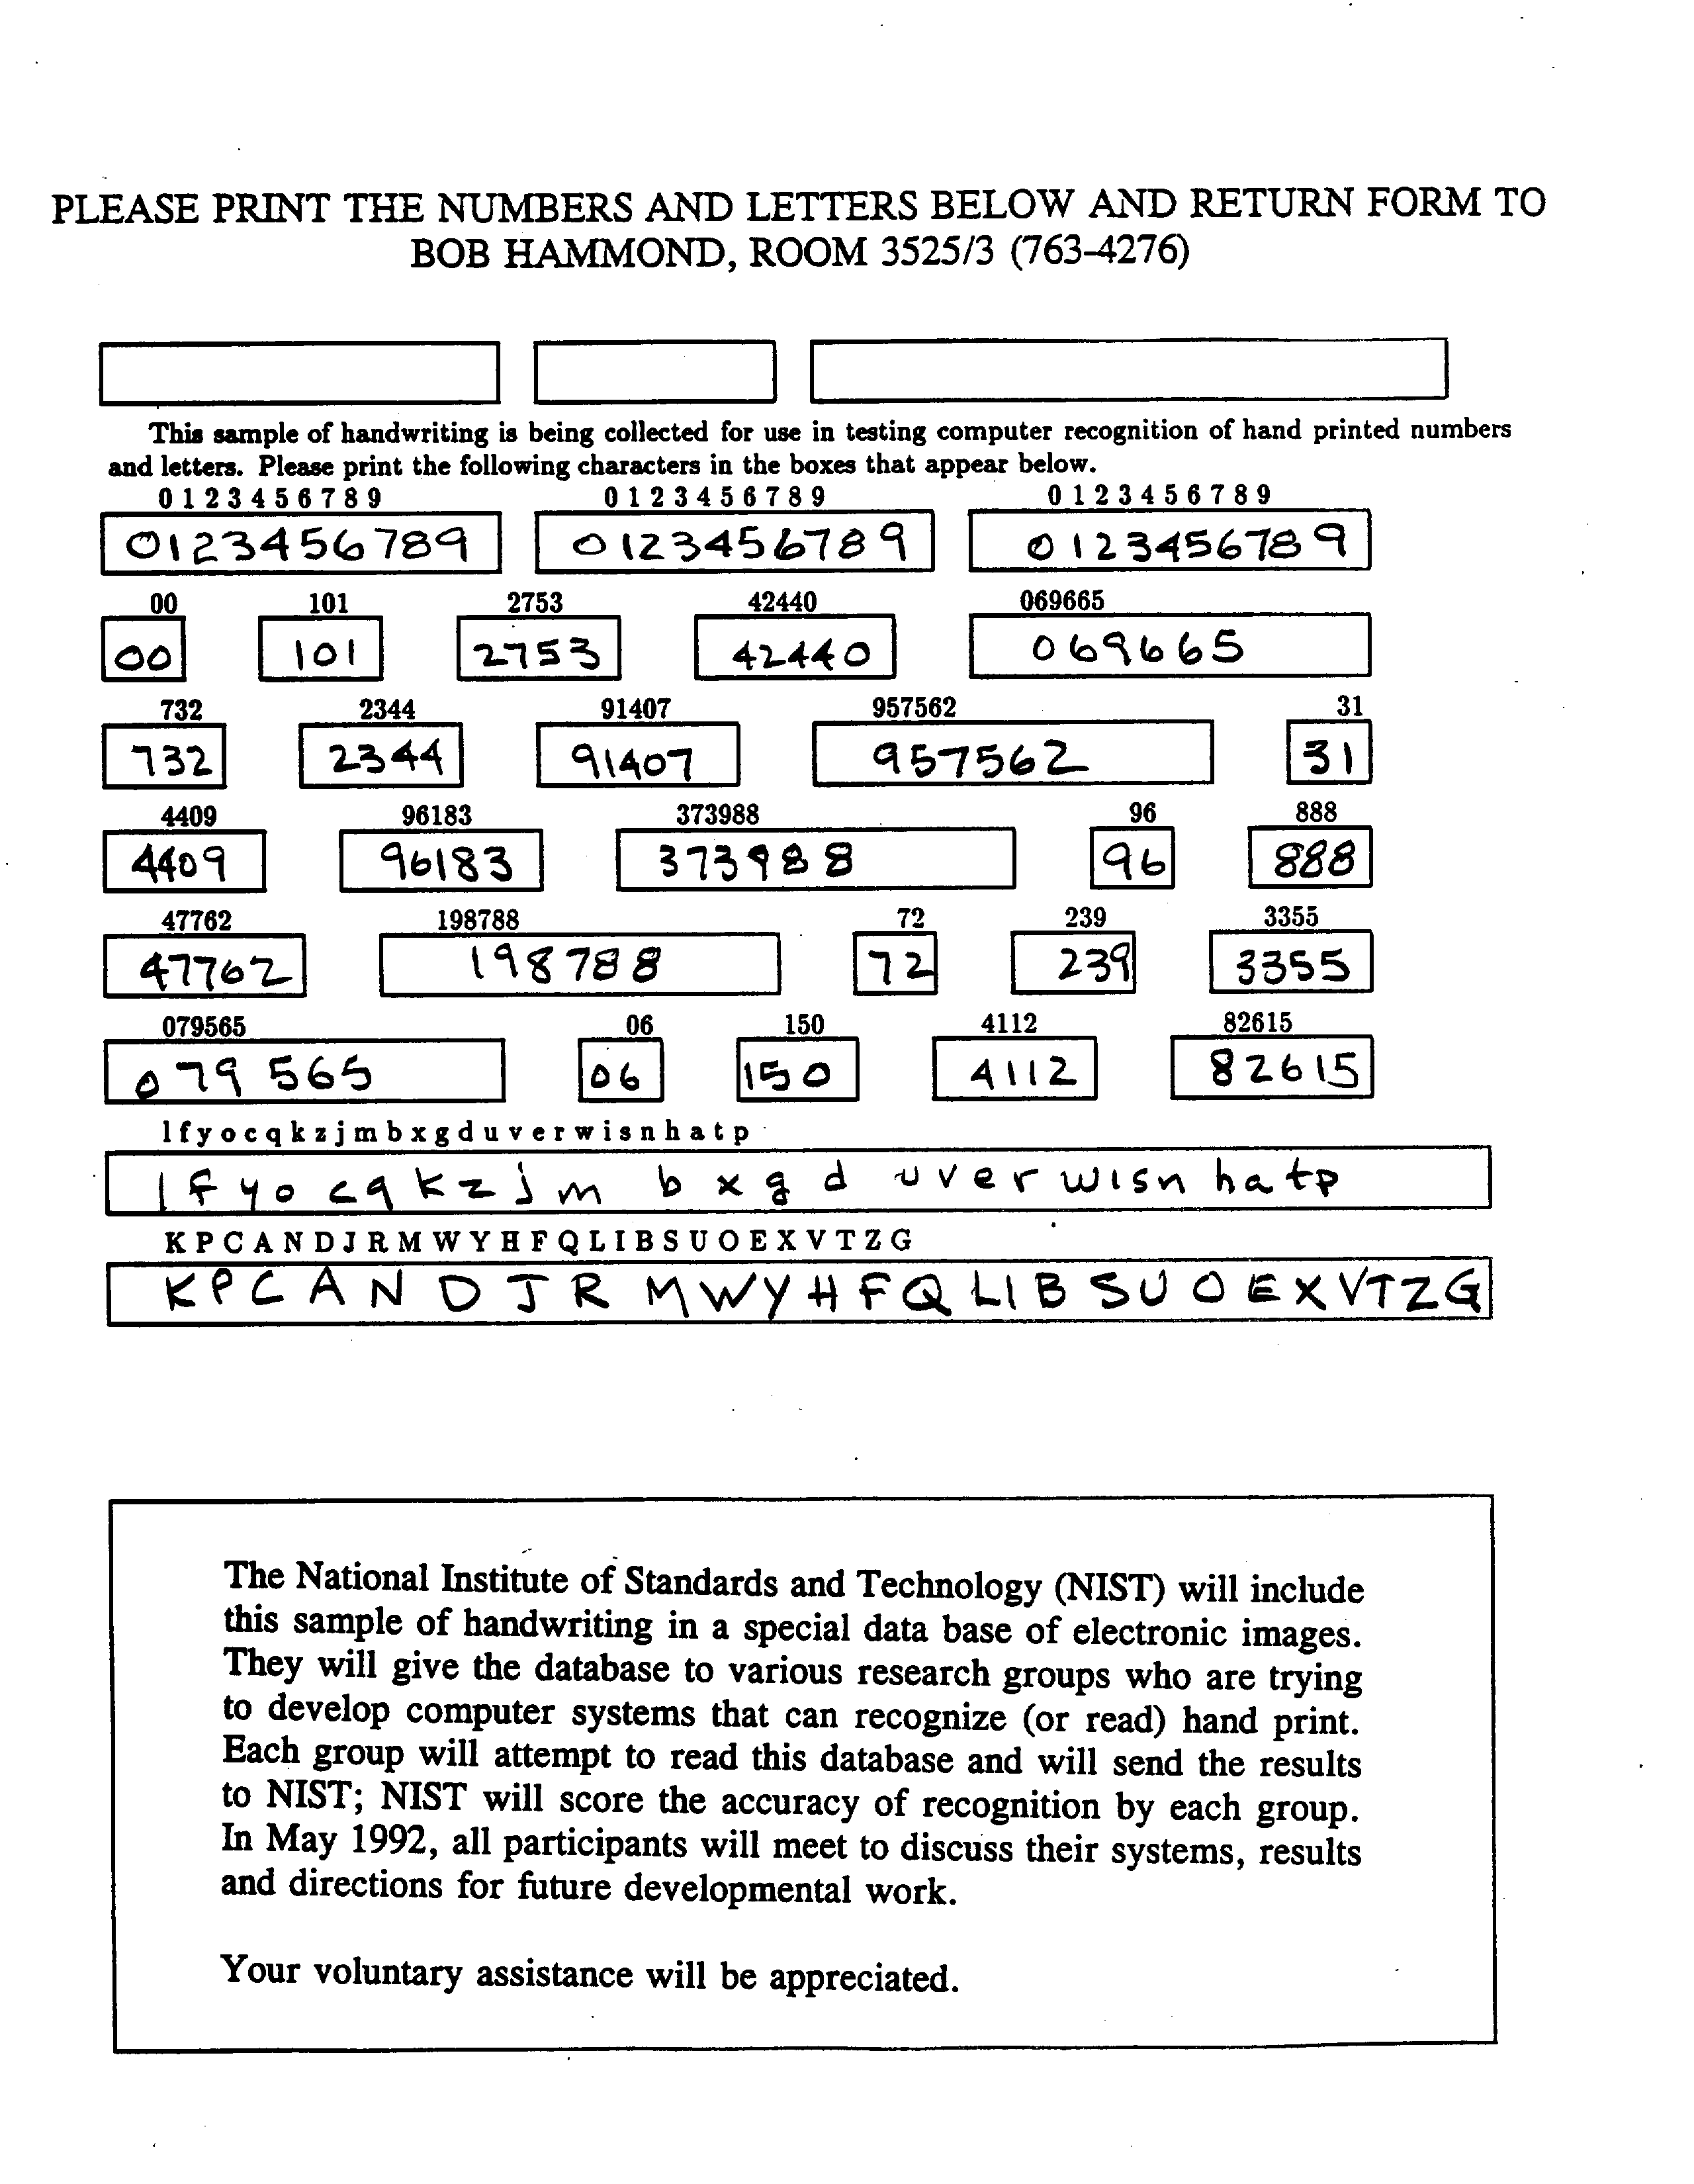 PLEASE PRINT THE NUMBERS AND LETTERS BELOW AND RETURN FORM TO
BOB HAMMOND, ROOM 3525/3 (763-4276)
This sample of handwriting is being collected for use in testing computer recognition of hand printed numbers
and letters. Please print the following characters in the boxes that appear below.
0 1 2 3 4 5 6 7 8 9 0 1 2 3 4 5 6 7 8 9 0 1 2 3 4 5 6 7 8 9
0123456789 0123456789 0123456789
00 101 2753 42440 069665
00 101 2753 42440 069665
732 2344 91407 957562 31
732 2344 91407 957562 31
4409 96183 373988 96 888
4409 96183 373988 96 888
47762 198788 72 239 3355
47762 198788 72 239 3355
079565 06 150 4112 82615
079565 06 150 4112 82615
l f y o c q k z j m b x g d u v e r w i s n h a t p
l f y o c q k z j m b x g d u v e r w i s n h a t p
K P C A N D J R M W Y H F Q L I B S U O E X V T Z G
K P C A N D J R M W Y H F Q L I B S U O E X V T Z G
The National Institute of Standards and Technology (NIST) will include
this sample of handwriting in a special data base of electronic images.
They will give the database to various research groups who are trying
to develop computer systems that can recognize (or read) hand print.
Each group will attempt to read this database and will send the results
to NIST; NIST will score the accuracy of recognition by each group.
In May 1992, all participants will meet to discuss their systems, results
and directions for future developmental work.
Your voluntary assistance will be appreciated.